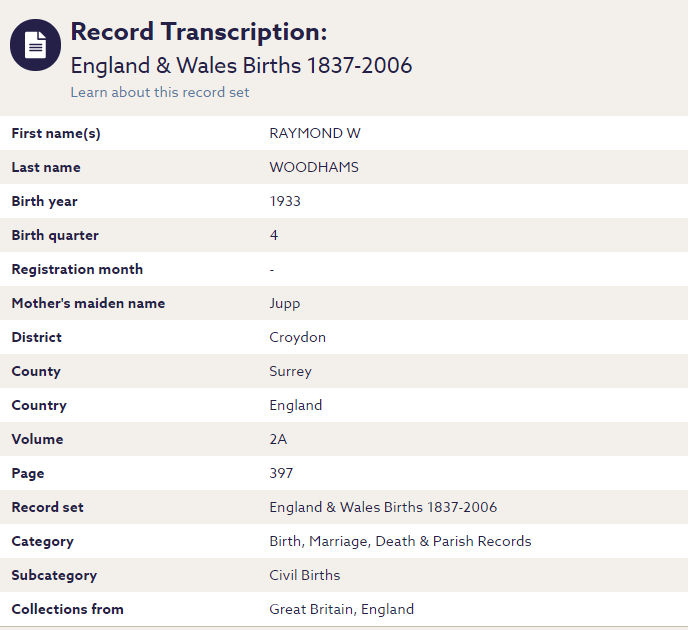 Record Transcription:
England & Wales Births 1837-2006
Learn about this record set
First name(s) RAYMOND W
Last name WOODHAMS
Birth year 1933
Birth quarter 4
Registration month -
Mother's maiden name Jupp
District Croydon
County Surrey
Country England
Volume 2A
Page 397
Record set England & Wales Births 1837-2006
Category Birth, Marriage, Death & Parish Records
Subcategory Civil Births
Collections from Great Britain, England